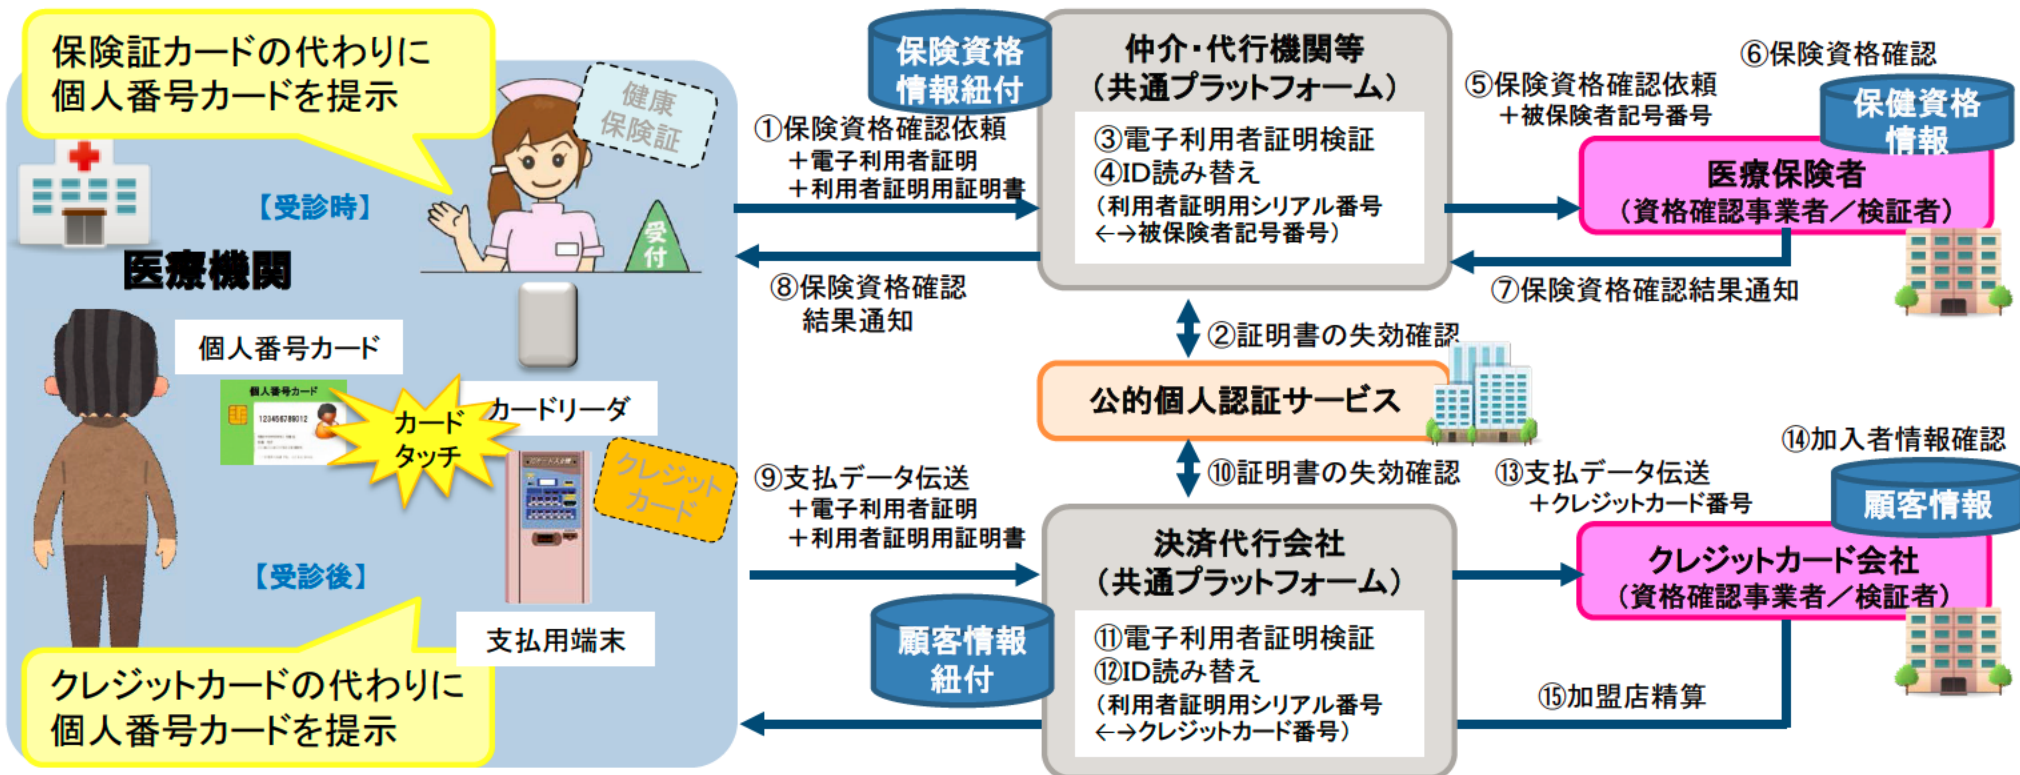 保険証カードの代わりに
個人番号カードを提示
健康
保険証
【受診時】
受
付
医療機関
個人番号カード
個人番号カード
123456789012
カード
タッチ
カードリーダ
クレジット
カード
【受診後】
支払用端末
クレジットカードの代わりに
個人番号カードを提示
①保険資格確認依頼
+電子利用者証明
+利用者証明用証明書
⑧保険資格確認
結果通知
保険資格
情報紐付
仲介・代行機関等
(共通プラットフォーム)
③電子利用者証明検証
④ID読み替え
(利用者証明用シリアル番号
←→被保険者記号番号)
②証明書の失効確認
公的個人認証サービス
⑩証明書の失効確認
⑤保険資格確認依頼
+被保険者記号番号
⑥保険資格確認
保健資格
情報
医療保険者
(資格確認事業者/検証者)
⑦保険資格確認結果通知
⑨支払データ伝送
+電子利用者証明
+利用者証明用証明書
顧客情報
紐付
決済代行会社
(共通プラットフォーム)
⑪電子利用者証明検証
⑫ID読み替え
(利用者証明用シリアル番号
←→クレジットカード番号)
⑬支払データ伝送
+クレジットカード番号
⑭加入者情報確認
顧客情報
クレジットカード会社
(資格確認事業者/検証者)
⑮加盟店精算